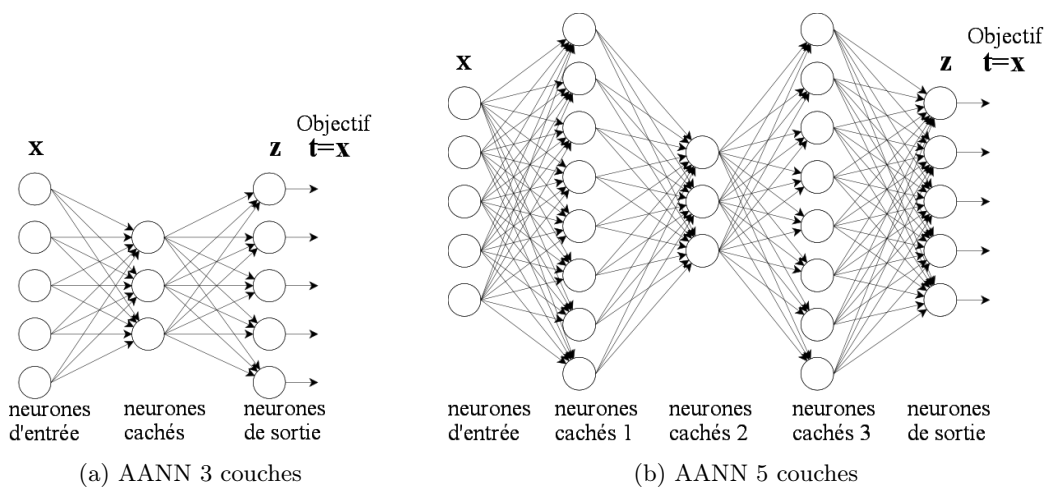 x
z
Objectif
t=x
neurones
d'entrée
neurones
cachés
neurones
de sortie
(a) AANN 3 couches
x
z
Objectif
t=x
neurones
d'entrée
neurones
cachés 1
neurones
cachés 2
neurones
cachés 3
neurones
de sortie
(b) AANN 5 couches